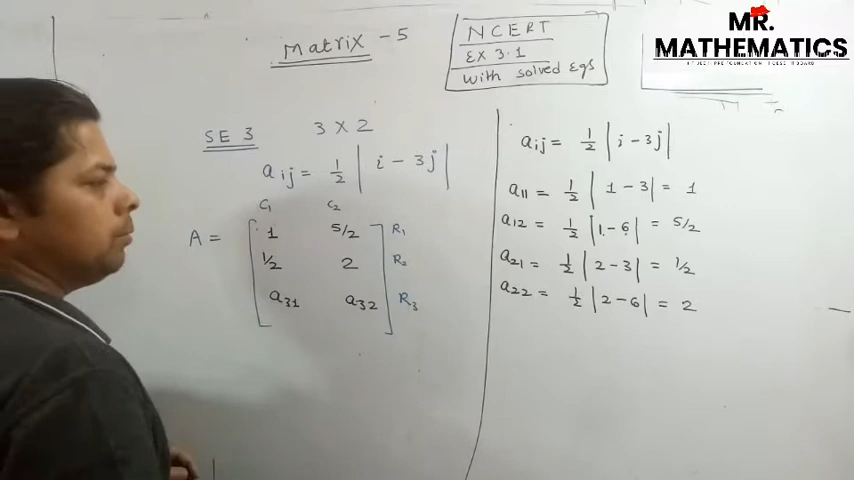 Matrix - 5
NCERT
EX 3.1
with solved Egs
MR.
MATHEMATICS
SE 3
3 X 2
aij = 1/2 | i - 3j |
C1 C2
A = [ 1 5/2 ] R1
1/2 2 R2
a31 a32 R3
aij = 1/2 | i - 3j |
a11 = 1/2 | 1 - 3 | = 1
a12 = 1/2 | 1 - 6 | = 5/2
a21 = 1/2 | 2 - 3 | = 1/2
a22 = 1/2 | 2 - 6 | = 2